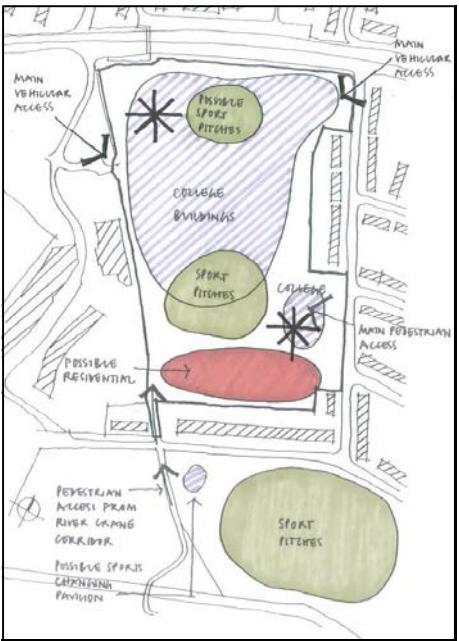 MAIN
VEHICULAR
ACCESS
MAIN
VEHICULAR
ACCESS
POSSIBLE
SPORT
PITCHES
COLLEGE
BUILDINGS
SPORT
PITCHES
COLLEGE
MAIN PEDESTRIAN
ACCESS
POSSIBLE
RESIDENTIAL
PEDESTRIAN
ACCESS FROM
RIVER CRANE
CORRIDOR
POSSIBLE SPORTS
CHANGING
PAVILION
SPORT
PITCHES